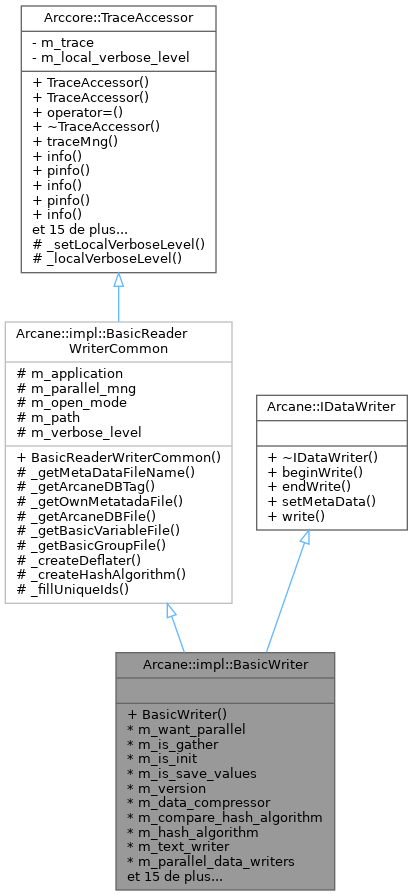 Arccore::TraceAccessor
- m_trace
- m_local_verbose_level
+ TraceAccessor()
+ TraceAccessor()
+ operator=()
+ ~TraceAccessor()
+ traceMng()
+ info()
+ pinfo()
+ info()
+ pinfo()
+ info()
et 15 de plus...
# _setLocalVerboseLevel()
# _localVerboseLevel()
Arcane::impl::BasicReader
WriterCommon
# m_application
# m_parallel_mng
# m_open_mode
# m_path
# m_verbose_level
+ BasicReaderWriterCommon()
# _getMetaDataFileName()
# _getArcaneDBTag()
# _getOwnMetatadaFile()
# _getArcaneDBFile()
# _getBasicVariableFile()
# _getBasicGroupFile()
# _createDeflater()
# _createHashAlgorithm()
# _fillUniqueIds()
Arcane::IDataWriter
+ ~IDataWriter()
+ beginWrite()
+ endWrite()
+ setMetaData()
+ write()
Arcane::impl::BasicWriter
+ BasicWriter()
* m_want_parallel
* m_is_gather
* m_is_init
* m_is_save_values
* m_version
* m_data_compressor
* m_compare_hash_algorithm
* m_hash_algorithm
* m_text_writer
* m_parallel_data_writers
et 15 de plus...